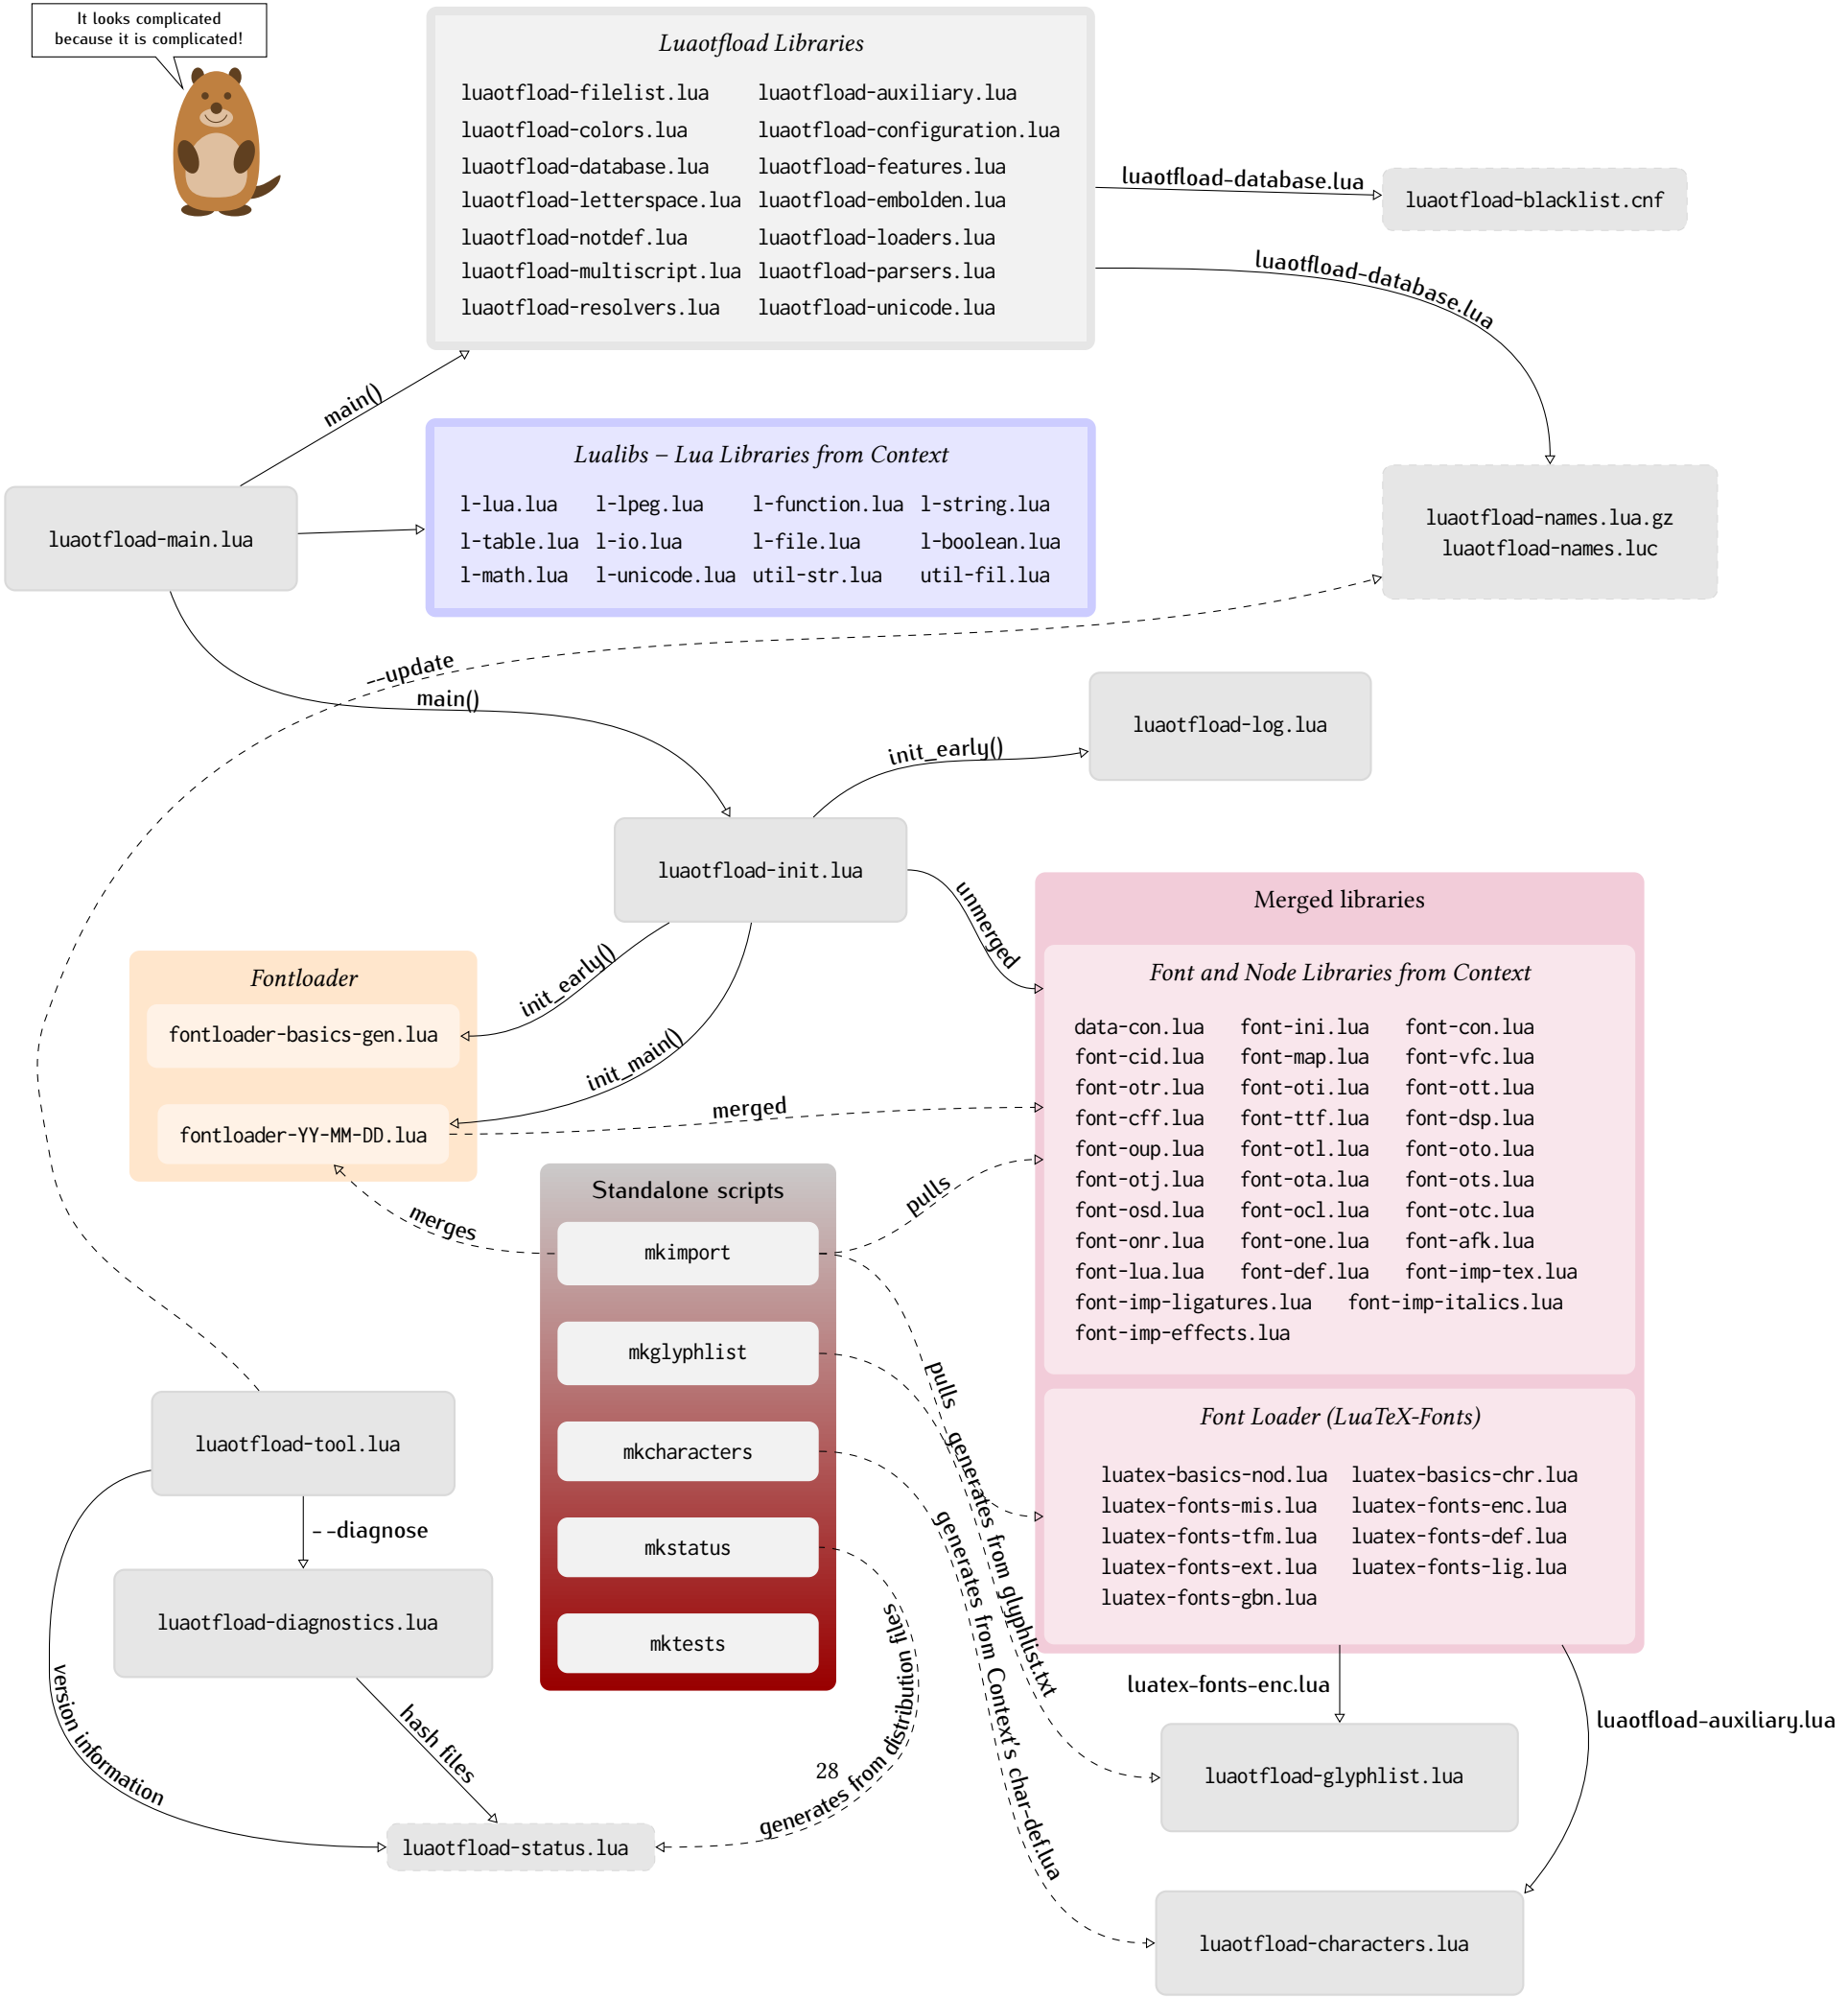 It looks complicated
because it is complicated!
Luaotfload Libraries
luaotfload-filelist.lua luaotfload-auxiliary.lua
luaotfload-colors.lua luaotfload-configuration.lua
luaotfload-database.lua luaotfload-features.lua
luaotfload-letterspace.lua luaotfload-embolden.lua
luaotfload-notdef.lua luaotfload-loaders.lua
luaotfload-multiscript.lua luaotfload-parsers.lua
luaotfload-resolvers.lua luaotfload-unicode.lua
luaotfload-database.lua
luaotfload-blacklist.cnf
luaotfload-database.lua
main()
Lualibs – Lua Libraries from Context
l-lua.lua l-lpeg.lua l-function.lua l-string.lua
l-table.lua l-io.lua l-file.lua l-boolean.lua
l-math.lua l-unicode.lua util-str.lua util-fil.lua
luaotfload-main.lua
luaotfload-names.lua.gz
luaotfload-names.luc
--update
main()
luaotfload-log.lua
init_early()
luaotfload-init.lua
unmerged
Merged libraries
Font and Node Libraries from Context
data-con.lua font-ini.lua font-con.lua
font-cid.lua font-map.lua font-vfc.lua
font-otr.lua font-oti.lua font-ott.lua
font-cff.lua font-ttf.lua font-dsp.lua
font-oup.lua font-otl.lua font-oto.lua
font-otj.lua font-ota.lua font-ots.lua
font-osd.lua font-ocl.lua font-otc.lua
font-onr.lua font-one.lua font-afk.lua
font-lua.lua font-def.lua font-imp-tex.lua
font-imp-ligatures.lua font-imp-italics.lua
font-imp-effects.lua
Fontloader
fontloader-basics-gen.lua
fontloader-YY-MM-DD.lua
init_early()
init_main()
merged
merges
pulls
Standalone scripts
mkimport
mkglyphlist
mkcharacters
mkstatus
mktests
pulls
generates from glyphlist.txt
generates from Context's char-def.lua
generates from distribution files
Font Loader (LuaTeX-Fonts)
luatex-basics-nod.lua luatex-basics-chr.lua
luatex-fonts-mis.lua luatex-fonts-enc.lua
luatex-fonts-tfm.lua luatex-fonts-def.lua
luatex-fonts-ext.lua luatex-fonts-lig.lua
luatex-fonts-gbn.lua
luaotfload-tool.lua
--diagnose
luaotfload-diagnostics.lua
version information
hash files
luaotfload-status.lua
28
luatex-fonts-enc.lua
luaotfload-auxiliary.lua
luaotfload-glyphlist.lua
luaotfload-characters.lua